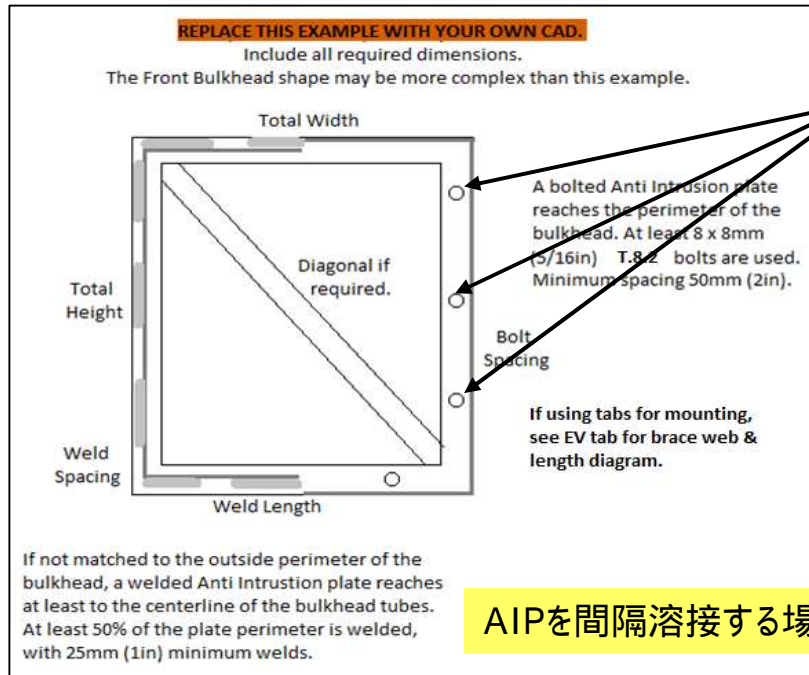 REPLACE THIS EXAMPLE WITH YOUR OWN CAD.
Include all required dimensions.
The Front Bulkhead shape may be more complex than this example.
Total Width
A bolted Anti Intrusion plate
reaches the perimeter of the
bulkhead. At least 8 x 8mm
(5/16in) T.8.2 bolts are used.
Minimum spacing 50mm (2in).
Diagonal if
required.
Total
Height
Bolt
Spacing
If using tabs for mounting,
see EV tab for brace web &
length diagram.
Weld
Spacing
Weld Length
If not matched to the outside perimeter of the
bulkhead, a welded Anti Intrustion plate reaches
at least to the centerline of the bulkhead tubes.
At least 50% of the plate perimeter is welded,
with 25mm (1in) minimum welds.
AIPを間隔溶接する場